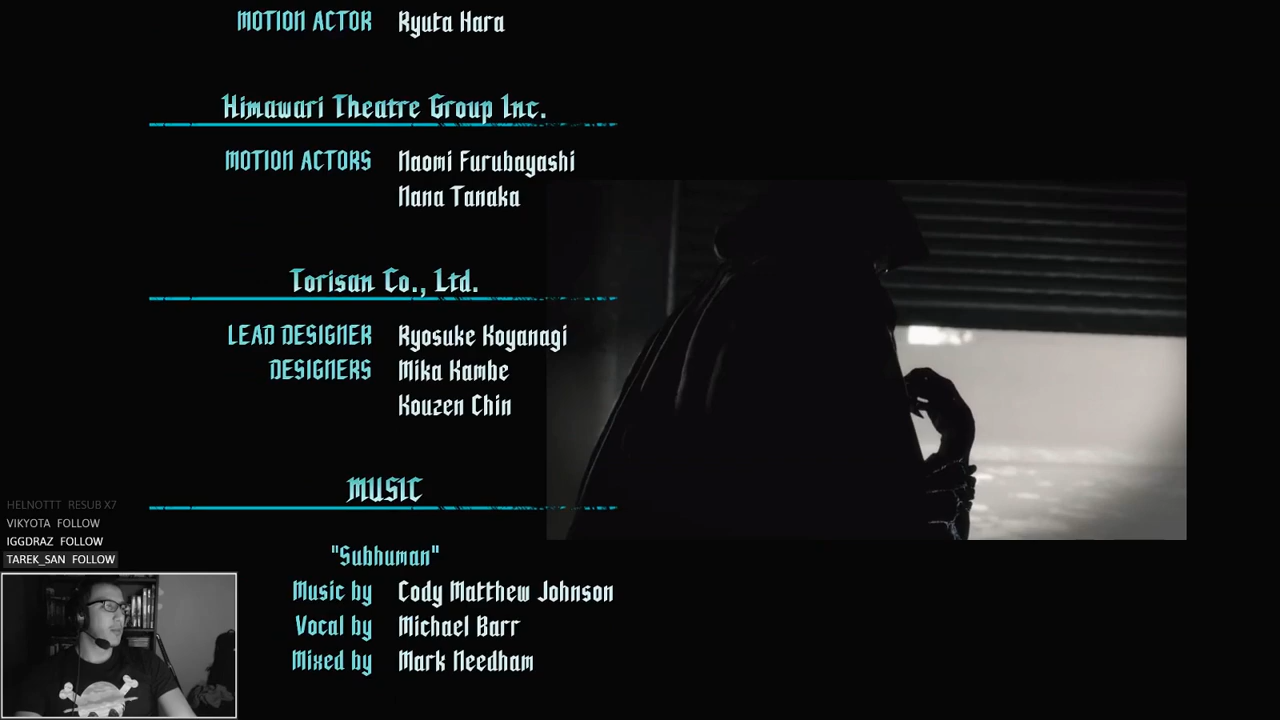 MOTION ACTOR Ryuta Hara
Himawari Theatre Group Inc.
MOTION ACTORS Naomi Furubayashi
Nana Tanaka
Torisan Co., Ltd.
LEAD DESIGNER Ryosuke Koyanagi
DESIGNERS Mika Kambe
Kouzen Chin
MUSIC
"Subhuman"
Music by Cody Matthew Johnson
Vocal by Michael Barr
Mixed by Mark Needham
HELNOTTT RESUB X7
VIKYOTA FOLLOW
IGGDRAZ FOLLOW
TAREK_SAN FOLLOW